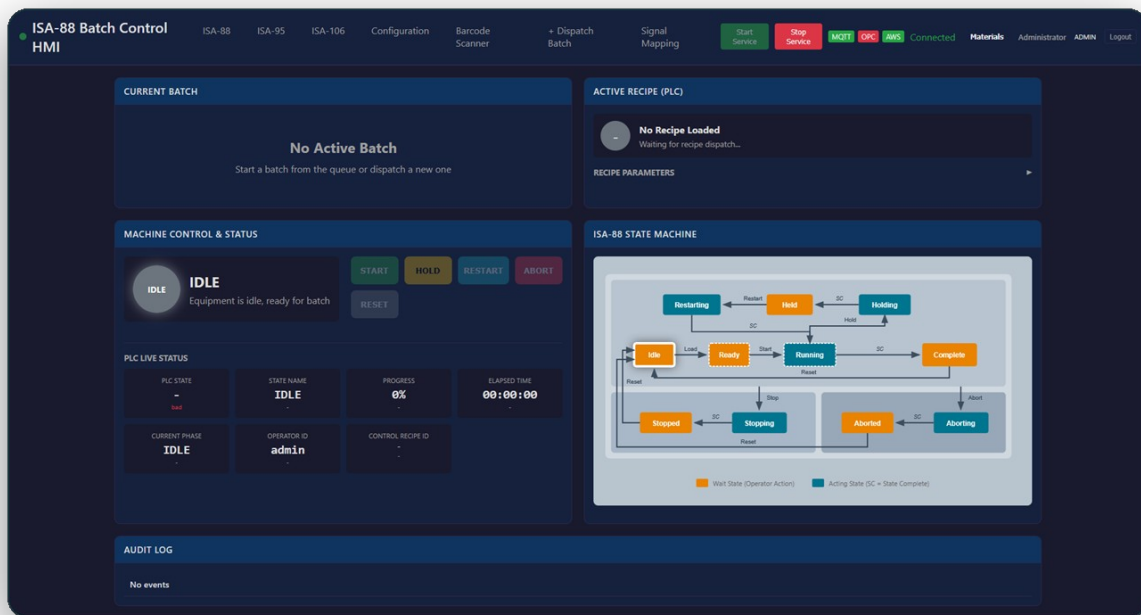 ISA-88 Batch Control
HMI
ISA-88
ISA-95
ISA-106
Configuration
Barcode
Scanner
+ Dispatch
Batch
Signal
Mapping
Start
Service
Stop
Service
MQTT
OPC
AWS
Connected
Materials
Administrator
ADMIN
Logout
CURRENT BATCH
No Active Batch
Start a batch from the queue or dispatch a new one
ACTIVE RECIPE (PLC)
-
No Recipe Loaded
Waiting for recipe dispatch...
RECIPE PARAMETERS
MACHINE CONTROL & STATUS
IDLE
IDLE
Equipment is idle, ready for batch
START
HOLD
RESTART
ABORT
RESET
PLC LIVE STATUS
PLC STATE
-
bad
STATE NAME
IDLE
-
PROGRESS
0%
-
ELAPSED TIME
00:00:00
-
CURRENT PHASE
IDLE
-
OPERATOR ID
admin
-
CONTROL RECIPE ID
-
-
ISA-88 STATE MACHINE
Restarting
Restart
Held
SC
Holding
SC
Hold
Idle
Load
Ready
Start
Running
SC
Complete
Reset
Reset
Stop
Abort
Stopped
SC
Stopping
Aborted
SC
Aborting
Reset
Wait State (Operator Action)
Acting State (SC = State Complete)
AUDIT LOG
No events